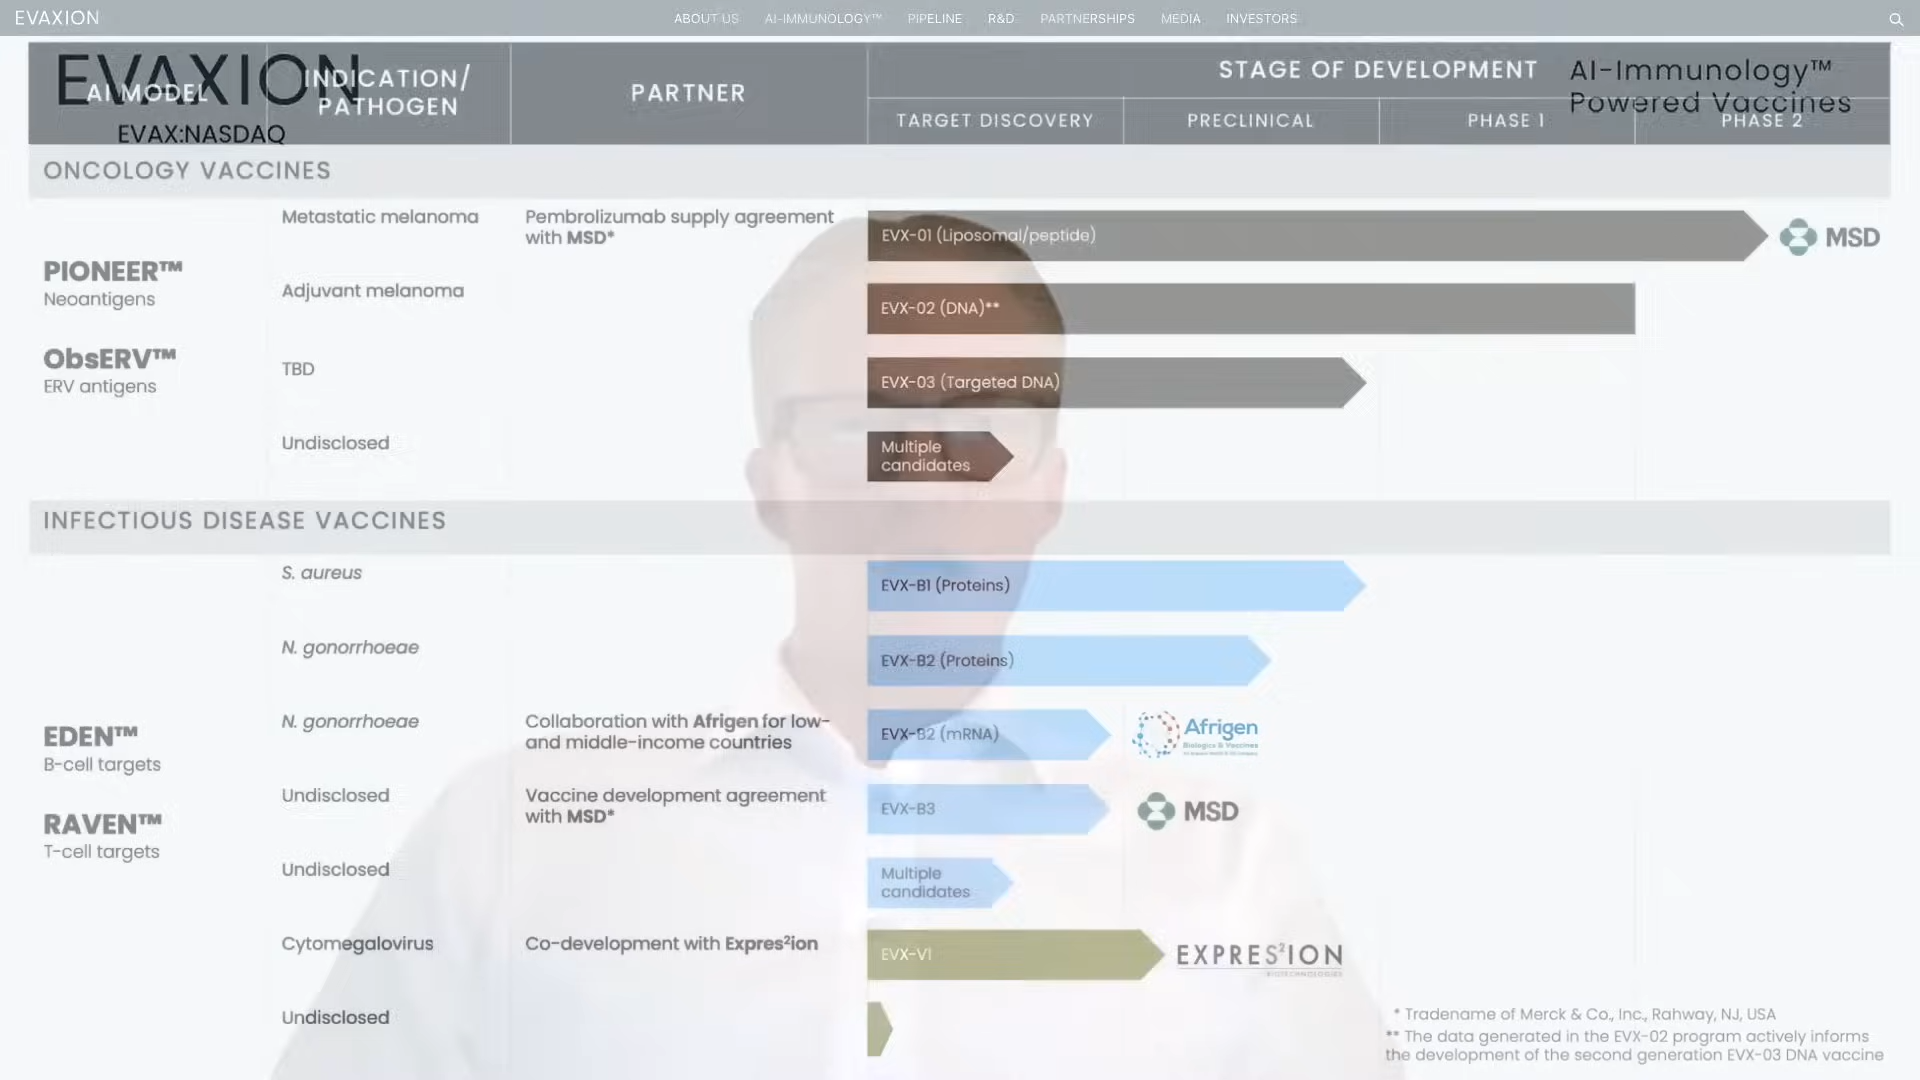 EVAXION
ABOUT US
AI-IMMUNOLOGY™
PIPELINE
R&D
PARTNERSHIPS
MEDIA
INVESTORS
EVAXION
EVAX:NASDAQ
AI-Immunology™
Powered Vaccines
AI MODEL
INDICATION/
PATHOGEN
PARTNER
STAGE OF DEVELOPMENT
TARGET DISCOVERY
PRECLINICAL
PHASE 1
PHASE 2
ONCOLOGY VACCINES
PIONEER™
Neoantigens
ObsERV™
ERV antigens
Metastatic melanoma
Pembrolizumab supply agreement
with MSD*
EVX-01 (Liposomal/peptide)
MSD
Adjuvant melanoma
EVX-02 (DNA)**
TBD
EVX-03 (Targeted DNA)
Undisclosed
Multiple
candidates
INFECTIOUS DISEASE VACCINES
EDEN™
B-cell targets
RAVEN™
T-cell targets
S. aureus
EVX-B1 (Proteins)
N. gonorrhoeae
EVX-B2 (Proteins)
N. gonorrhoeae
Collaboration with Afrigen for low-
and middle-income countries
EVX-B2 (mRNA)
Afrigen
Biologics & Vaccines
Undisclosed
Vaccine development agreement
with MSD*
EVX-B3
MSD
Undisclosed
Multiple
candidates
Cytomegalovirus
Co-development with Expres²ion
EVX-V1
EXPRES²ION
BIOTECHNOLOGIES
Undisclosed
* Tradename of Merck & Co., Inc., Rahway, NJ, USA
** The data generated in the EVX-02 program actively informs
the development of the second generation EVX-03 DNA vaccine